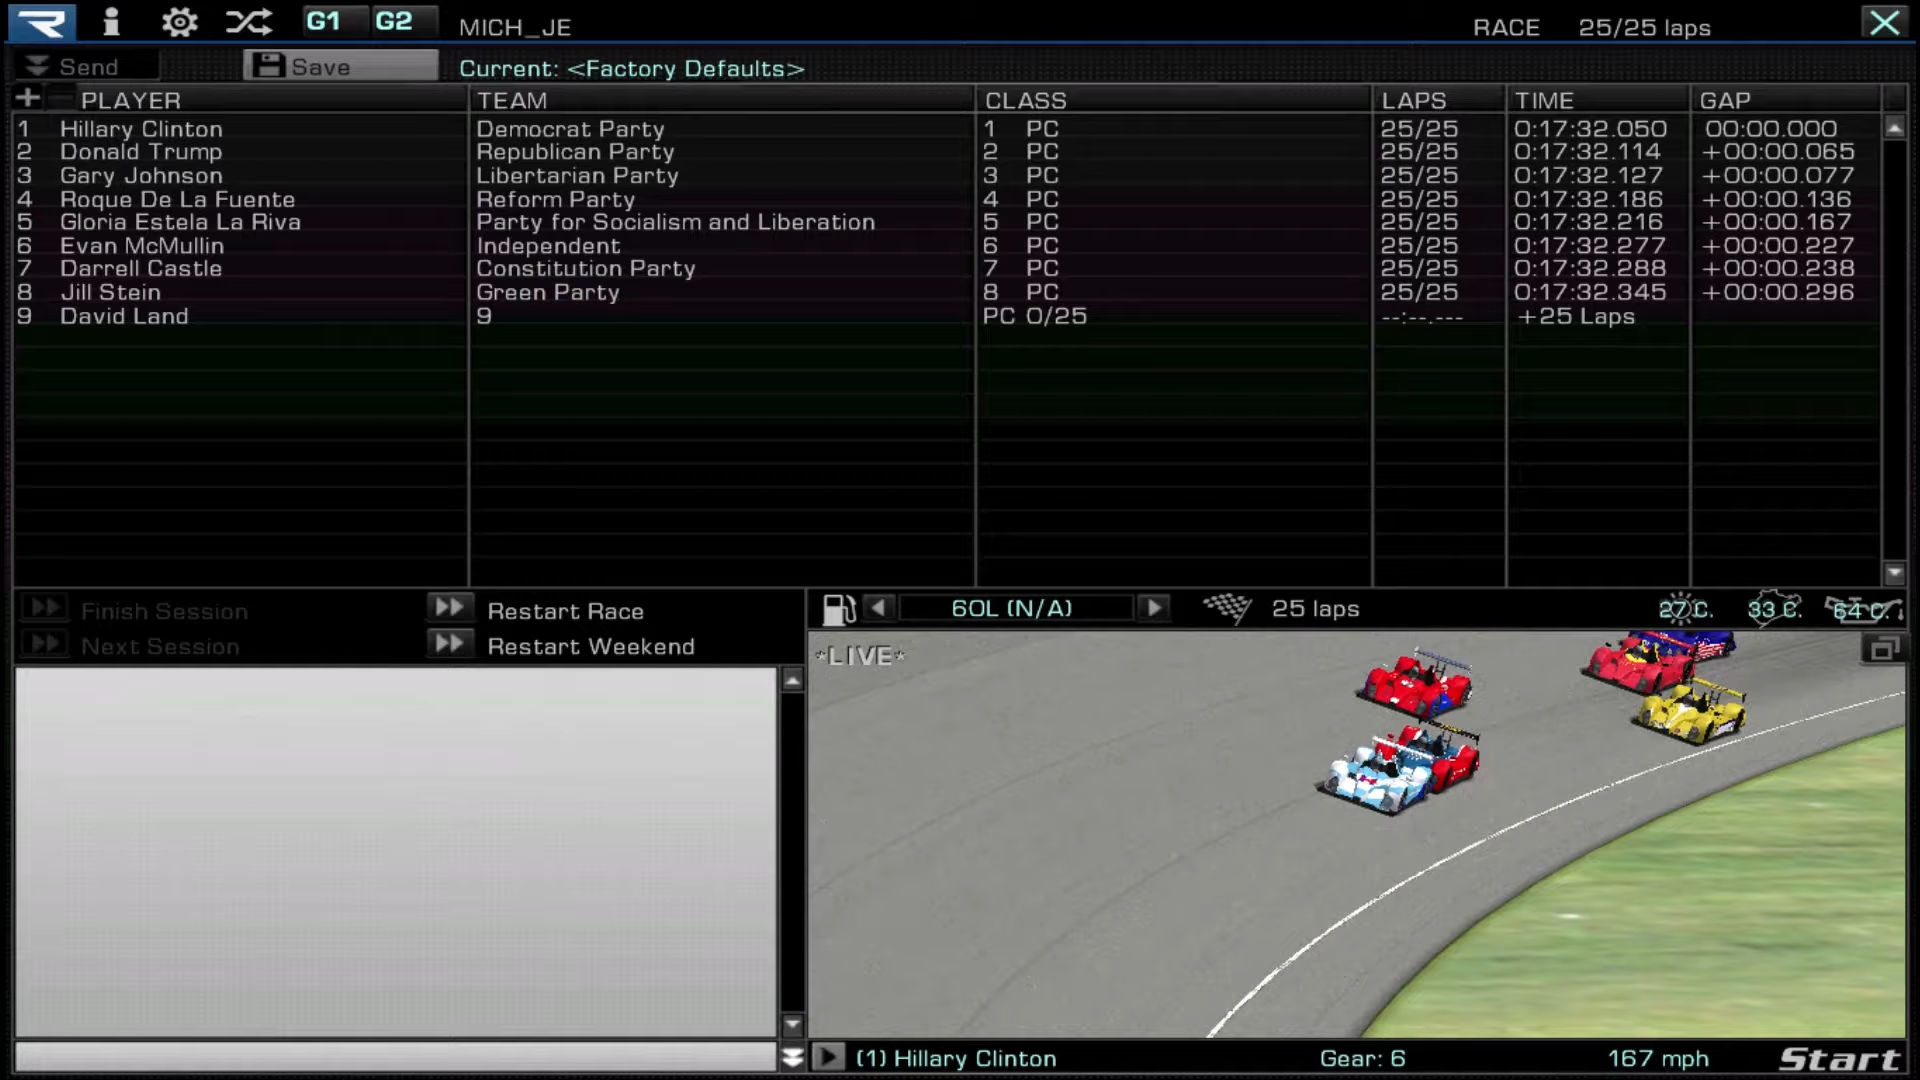 G1 G2 MICH_JE RACE 25/25 laps
Send Save Current: <Factory Defaults>
PLAYER TEAM CLASS LAPS TIME GAP
1 Hillary Clinton Democrat Party 1 PC 25/25 0:17:32.050 00:00.000
2 Donald Trump Republican Party 2 PC 25/25 0:17:32.114 +00:00.065
3 Gary Johnson Libertarian Party 3 PC 25/25 0:17:32.127 +00:00.077
4 Roque De La Fuente Reform Party 4 PC 25/25 0:17:32.186 +00:00.136
5 Gloria Estela La Riva Party for Socialism and Liberation 5 PC 25/25 0:17:32.216 +00:00.167
6 Evan McMullin Independent 6 PC 25/25 0:17:32.277 +00:00.227
7 Darrell Castle Constitution Party 7 PC 25/25 0:17:32.288 +00:00.238
8 Jill Stein Green Party 8 PC 25/25 0:17:32.345 +00:00.296
9 David Land 9 PC 0/25 --:--.--- +25 Laps
Finish Session Restart Race 60L (N/A) 25 laps 27 C. 33 C. 64 C.
Next Session Restart Weekend
*LIVE*
(1) Hillary Clinton Gear: 6 167 mph Start